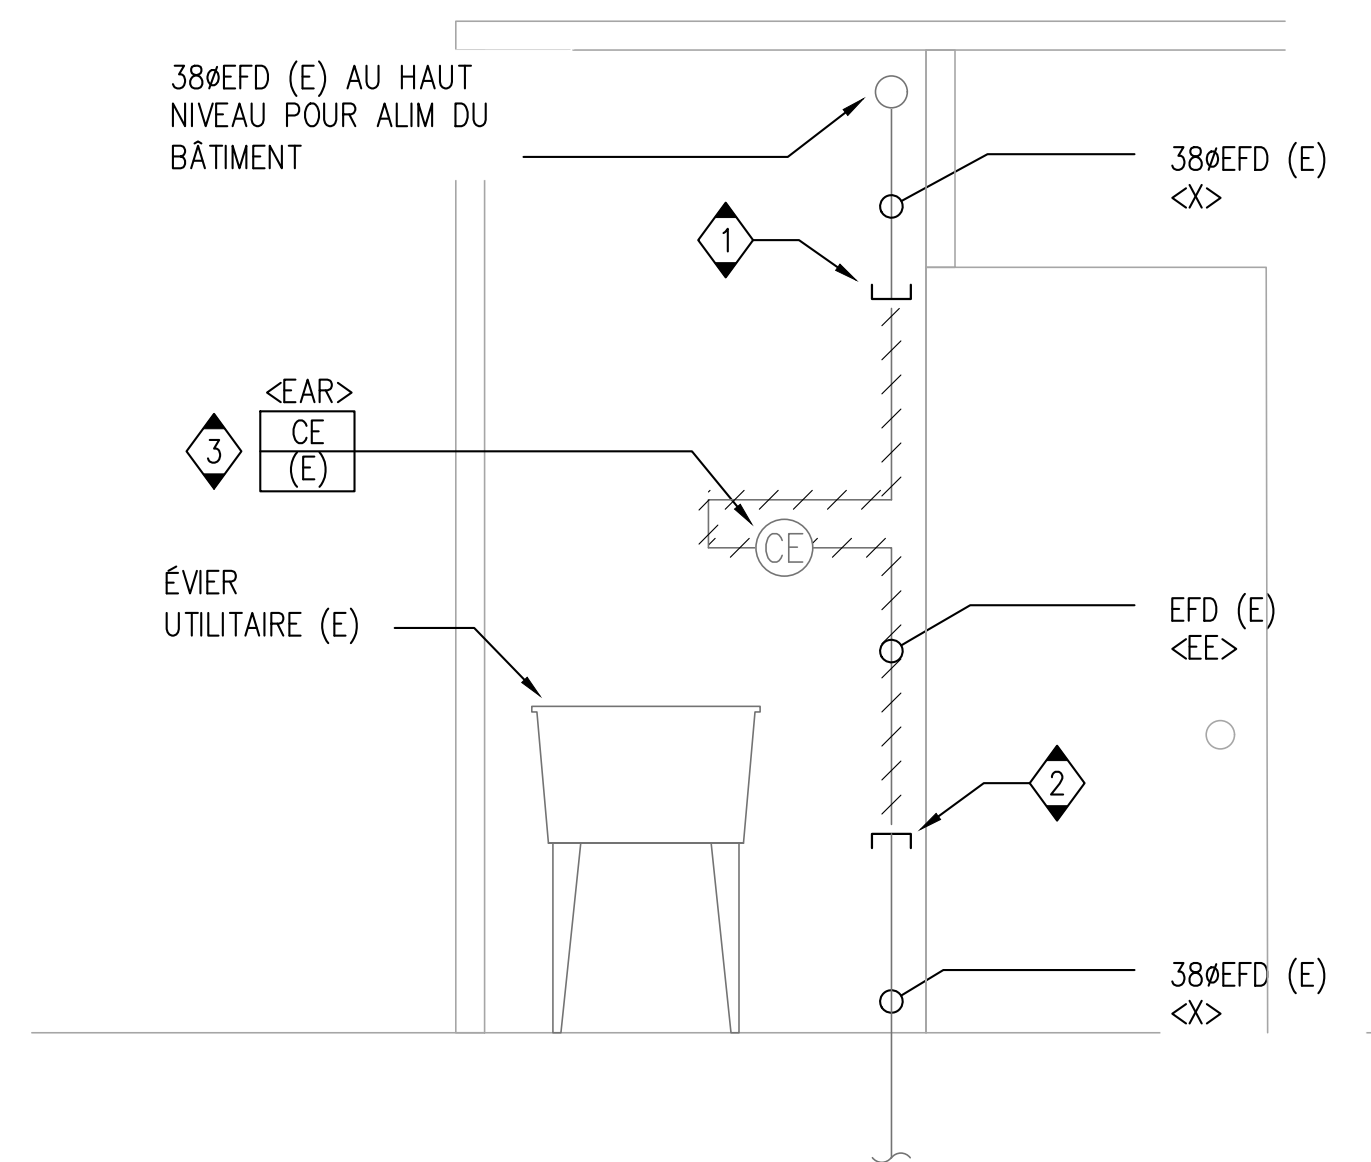 38øEFD (E) AU HAUT
NIVEAU POUR ALIM DU
BÂTIMENT
38øEFD (E)
<X>
1
<EAR>
CE
(E)
3
CE
ÉVIER
UTILITAIRE (E)
EFD (E)
<EE>
2
38øEFD (E)
<X>